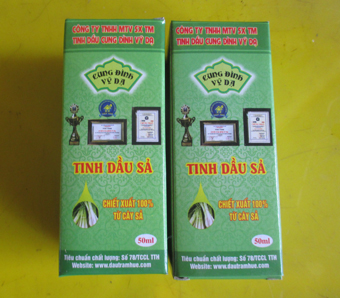 CÔNG TY TNHH MTV SX TM
TINH DẦU CUNG ĐÌNH VỸ DẠ
CUNG ĐÌNH
VỸ DẠ
TINH DẦU SẢ
CHIẾT XUẤT 100%
TỪ CÂY SẢ
50ml
Tiêu chuẩn chất lượng: Số 78/TCCL TTH
Website: www.dautramhue.com
CÔNG TY TNHH MTV SX TM
TINH DẦU CUNG ĐÌNH VỸ DẠ
CUNG ĐÌNH
VỸ DẠ
TINH DẦU SẢ
CHIẾT XUẤT 100%
TỪ CÂY SẢ
50ml
Tiêu chuẩn chất lượng: Số 78/TCCL TTH
Website: www.dautramhue.com